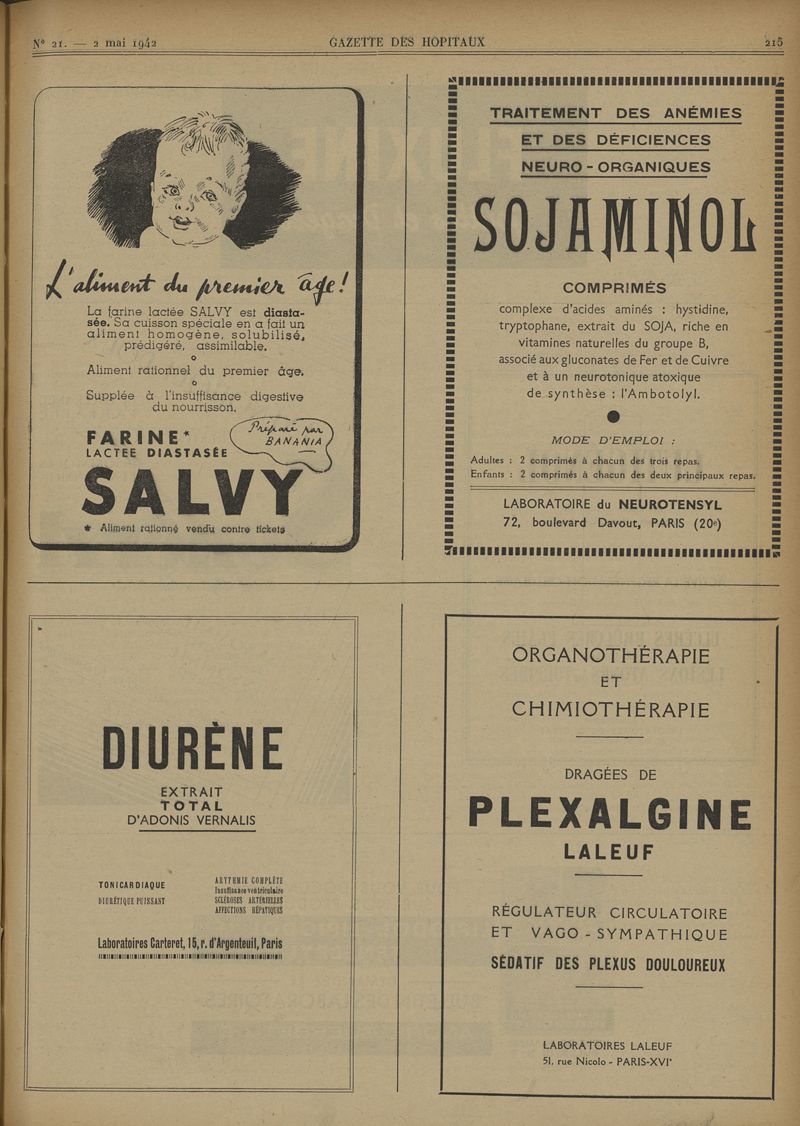 N° 21. — 2 mai 1942
GAZETTE DES HOPITAUX
215
L'aliment du premier âge!
La farine lactée SALVY est diasta-
sée. Sa cuisson spéciale en a fait un
aliment homogène, solubilisé,
prédigéré, assimilable.
o
Aliment rationnel du premier âge.
o
Supplée à l'insuffisance digestive
du nourrisson.
FARINE*
LACTEE DIASTASÉE
Préparé par
BANANIA
SALVY
* Aliment rationné vendu contre tickets
TRAITEMENT DES ANÉMIES
ET DES DÉFICIENCES
NEURO-ORGANIQUES
SOJAMINOL
COMPRIMÉS
complexe d'acides aminés : hystidine,
tryptophane, extrait du SOJA, riche en
vitamines naturelles du groupe B,
associé aux gluconates de Fer et de Cuivre
et à un neurotonique atoxique
de synthèse : l'Ambotolyl.
MODE D'EMPLOI :
Adultes : 2 comprimés à chacun des trois repas.
Enfants : 2 comprimés à chacun des deux principaux repas.
LABORATOIRE du NEUROTENSYL
72, boulevard Davout, PARIS (20e)
DIURÈNE
EXTRAIT
TOTAL
D'ADONIS VERNALIS
TONICARDIAQUE
DIURÉTIQUE PUISSANT
ARYTHMIE COMPLÈTE
Insuffisance ventriculaire
SCLÉROSES ARTÉRIELLES
AFFECTIONS HÉPATIQUES
Laboratoires Carteret, 15, r. d'Argenteuil, Paris
ORGANOTHÉRAPIE
ET
CHIMIOTHÉRAPIE
DRAGÉES DE
PLEXALGINE
LALEUF
RÉGULATEUR CIRCULATOIRE
ET VAGO-SYMPATHIQUE
SÉDATIF DES PLEXUS DOULOUREUX
LABORATOIRES LALEUF
51, rue Nicolo - PARIS-XVIe